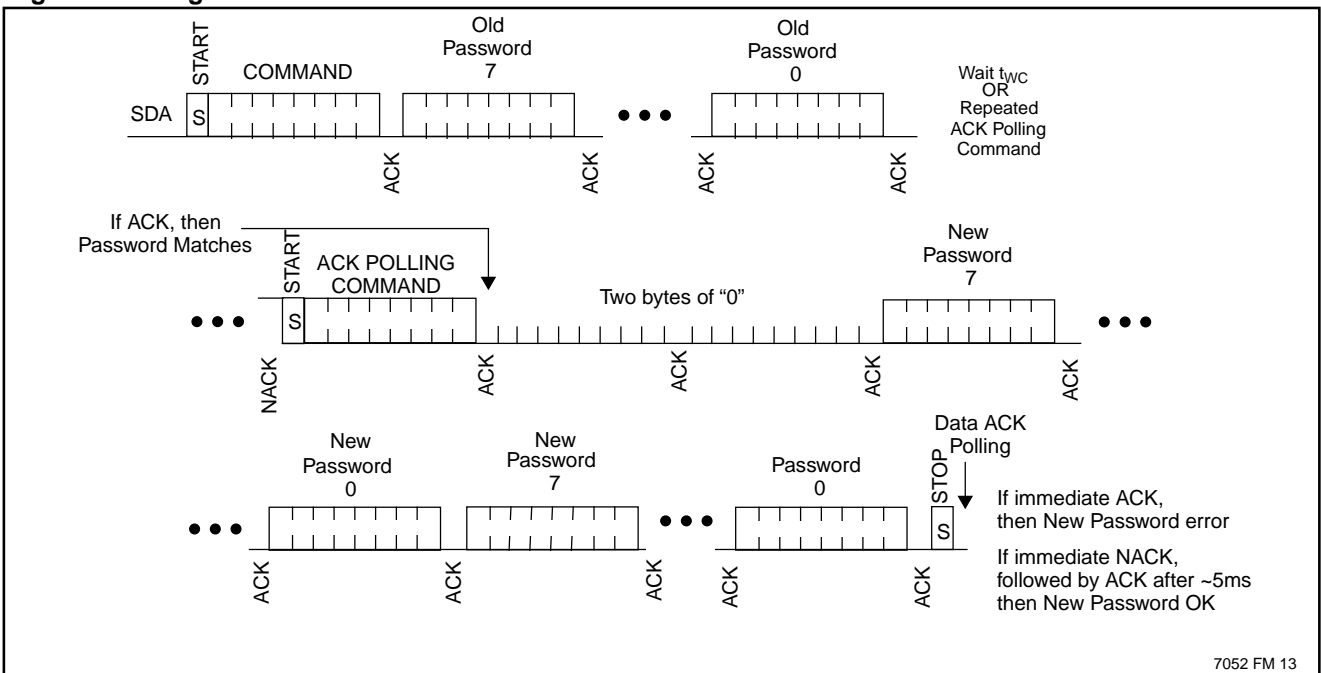 START
Old
Password
7
Old
Password
0
COMMAND
Wait tWC
OR
Repeated
ACK Polling
Command
SDA
S
ACK
ACK
ACK
ACK
If ACK, then
Password Matches
START
ACK POLLING
COMMAND
Two bytes of “0”
New
Password
7
S
NACK
ACK
ACK
ACK
ACK
New
Password
0
New
Password
7
Password
0
Data ACK
Polling
STOP
S
If immediate ACK,
then New Password error
If immediate NACK,
followed by ACK after ~5ms
then New Password OK
ACK
ACK
ACK
ACK
ACK
7052 FM 13